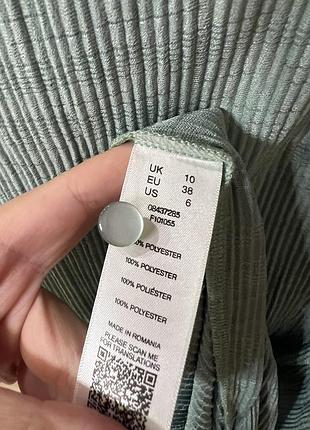 UK 10
EU 38
US 6
08437285
F101055
100% POLYESTER
100% POLYESTER
100% POLIÉSTER
100% POLYESTER
MADE IN ROMANIA
PLEASE SCAN ME
FOR TRANSLATIONS